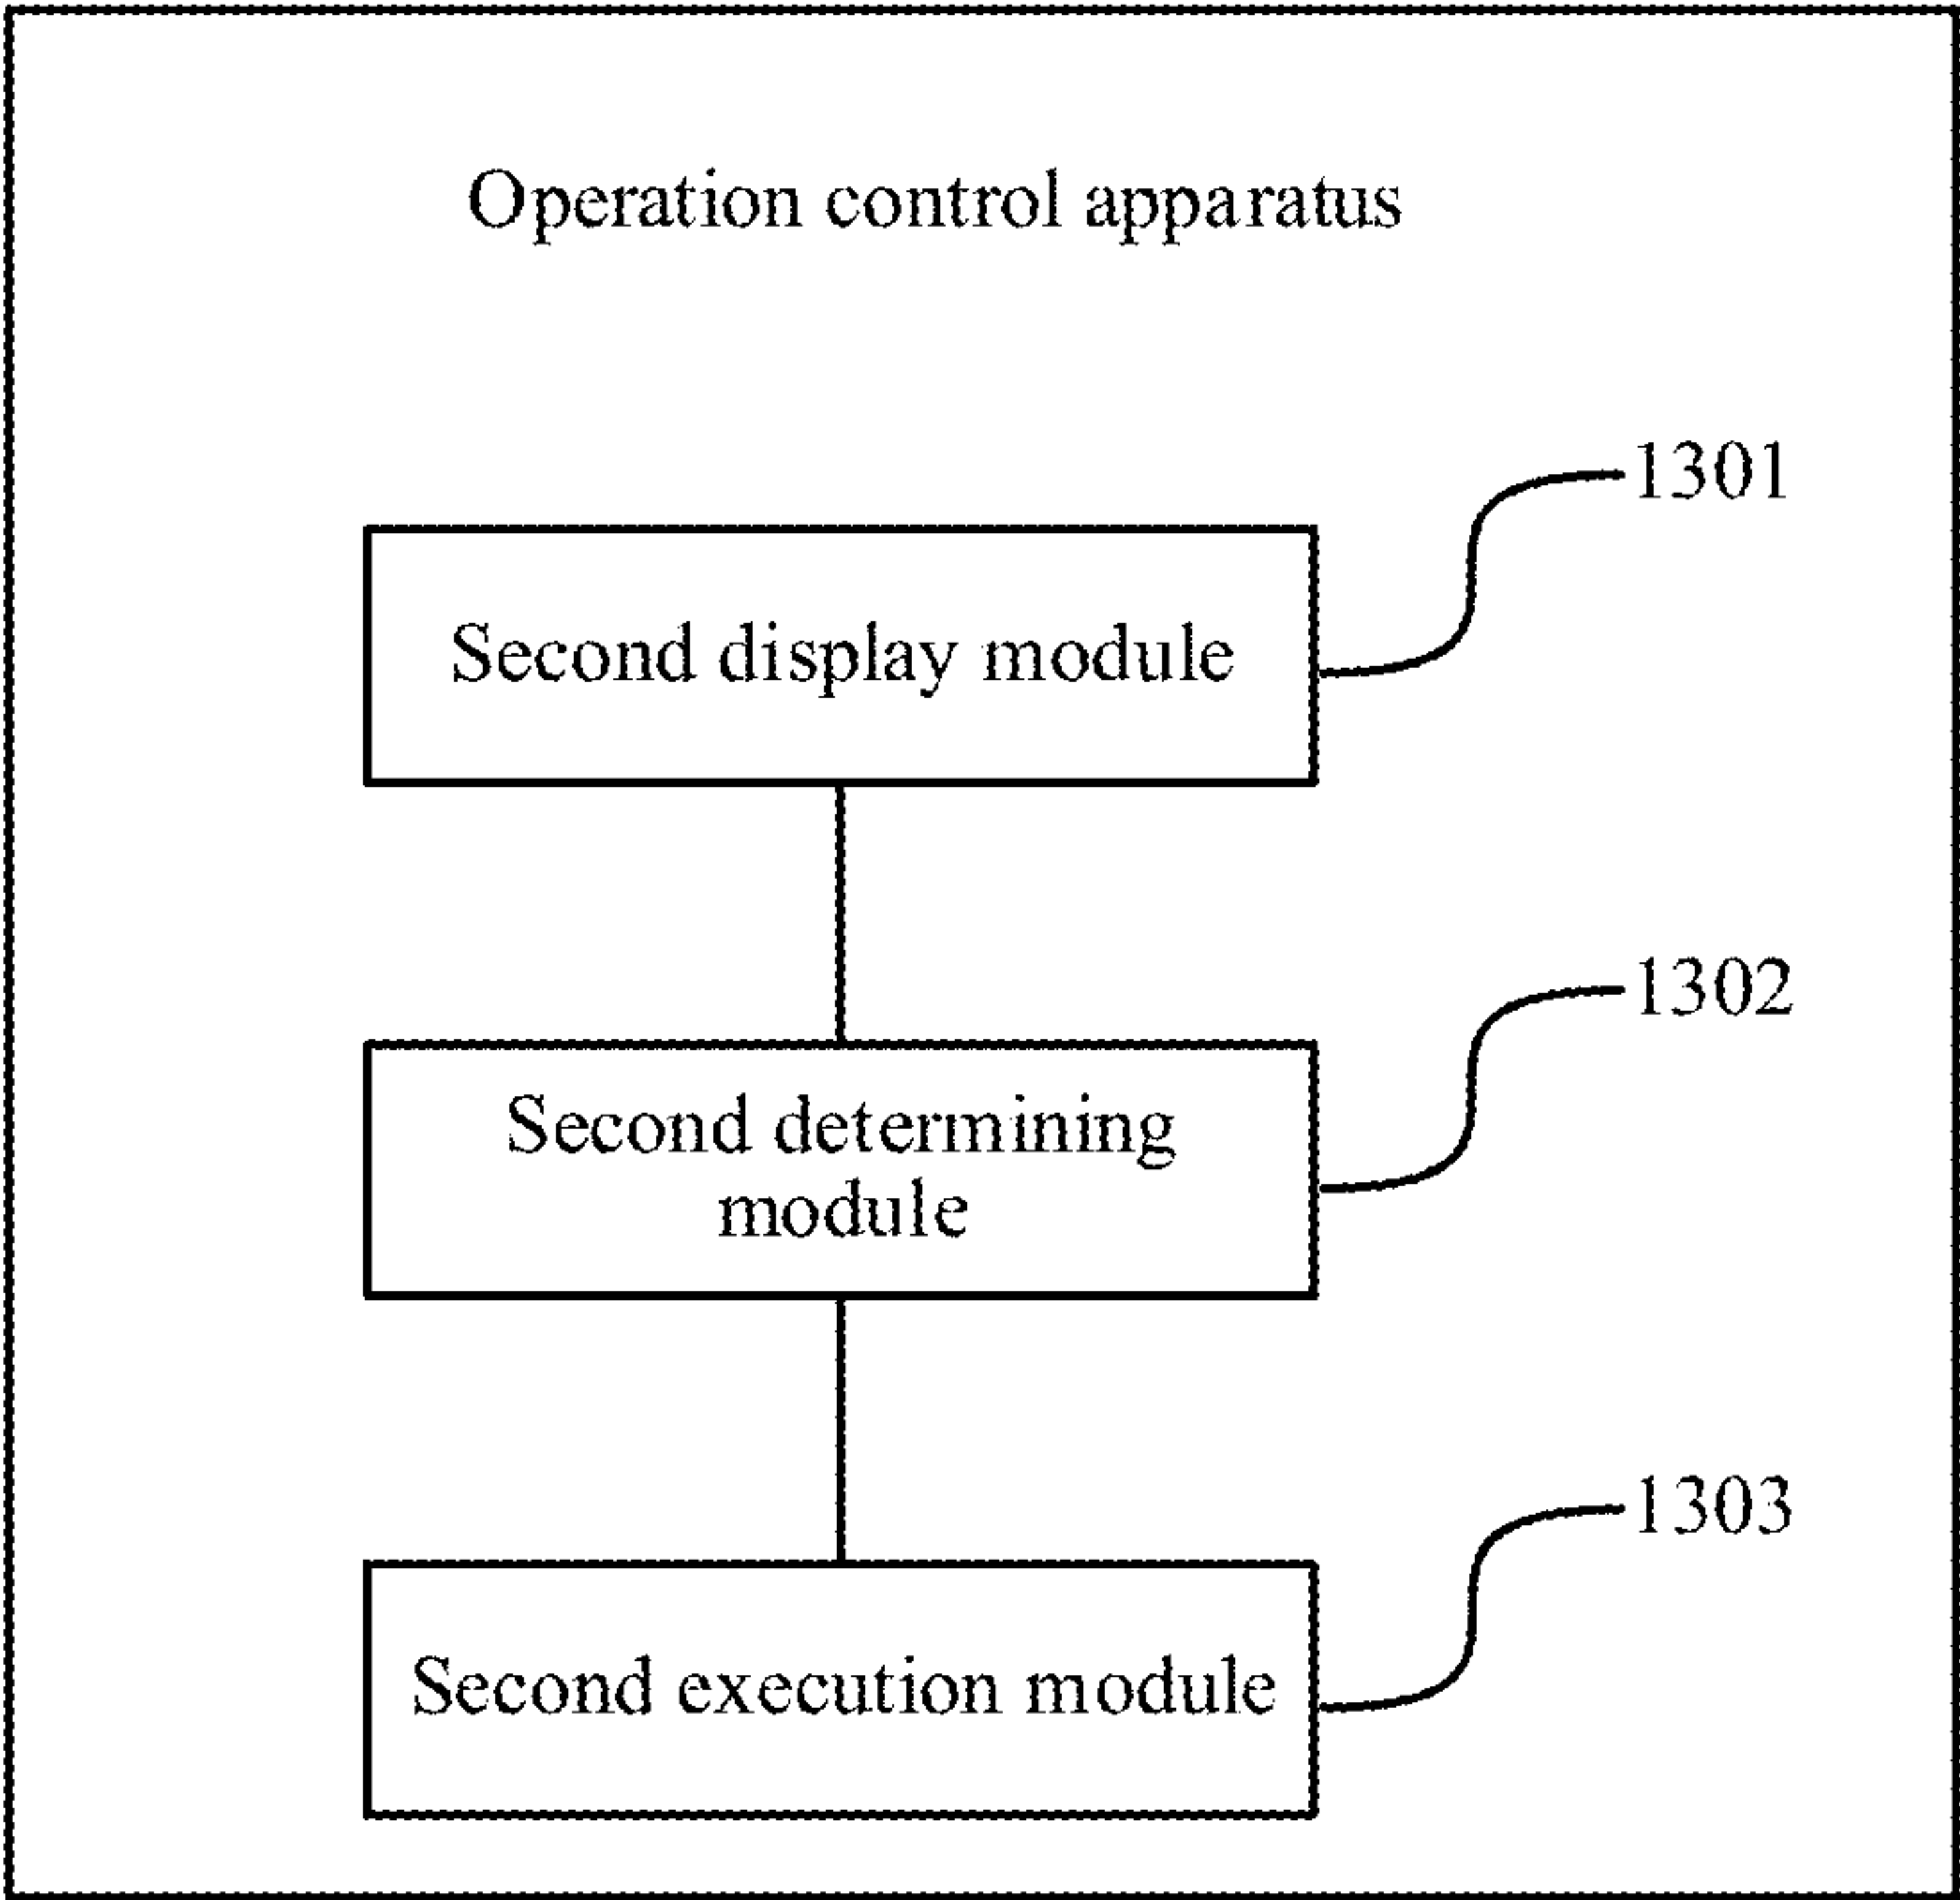 Operation control apparatus
1301
Second display module
1302
Second determining
module
1303
Second execution module